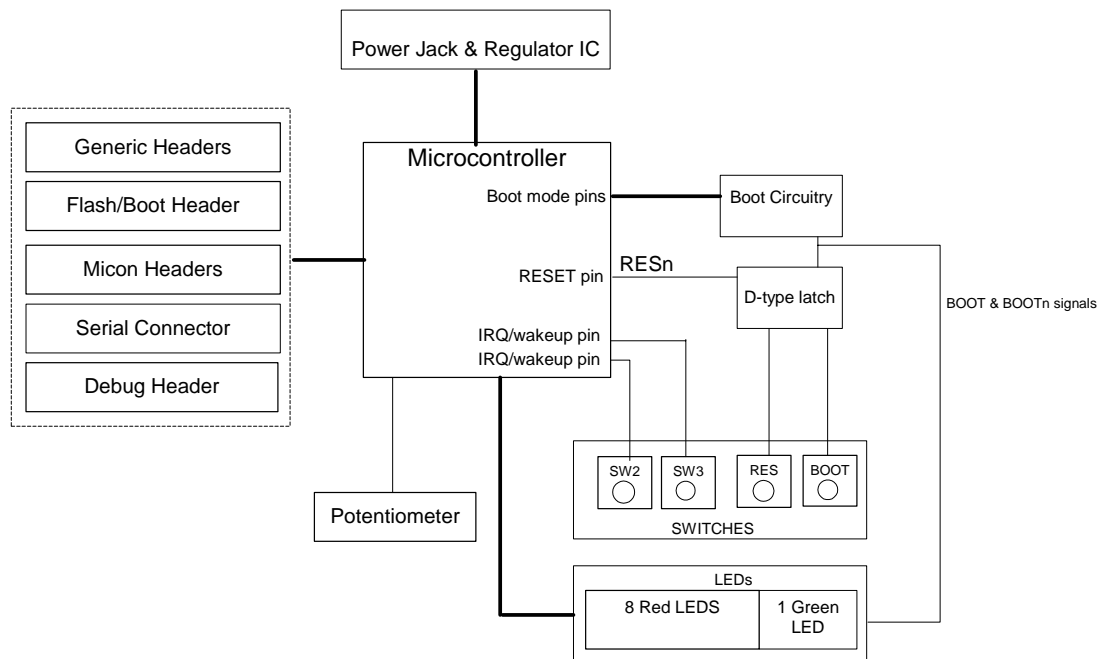 Power Jack & Regulator IC
Generic Headers
Flash/Boot Header
Micon Headers
Serial Connector
Debug Header
Microcontroller
Boot mode pins
RESET pin
IRQ/wakeup pin
IRQ/wakeup pin
RESn
Boot Circuitry
D-type latch
BOOT & BOOTn signals
Potentiometer
SW2
SW3
RES
BOOT
SWITCHES
LEDs
8 Red LEDS
1 Green
LED